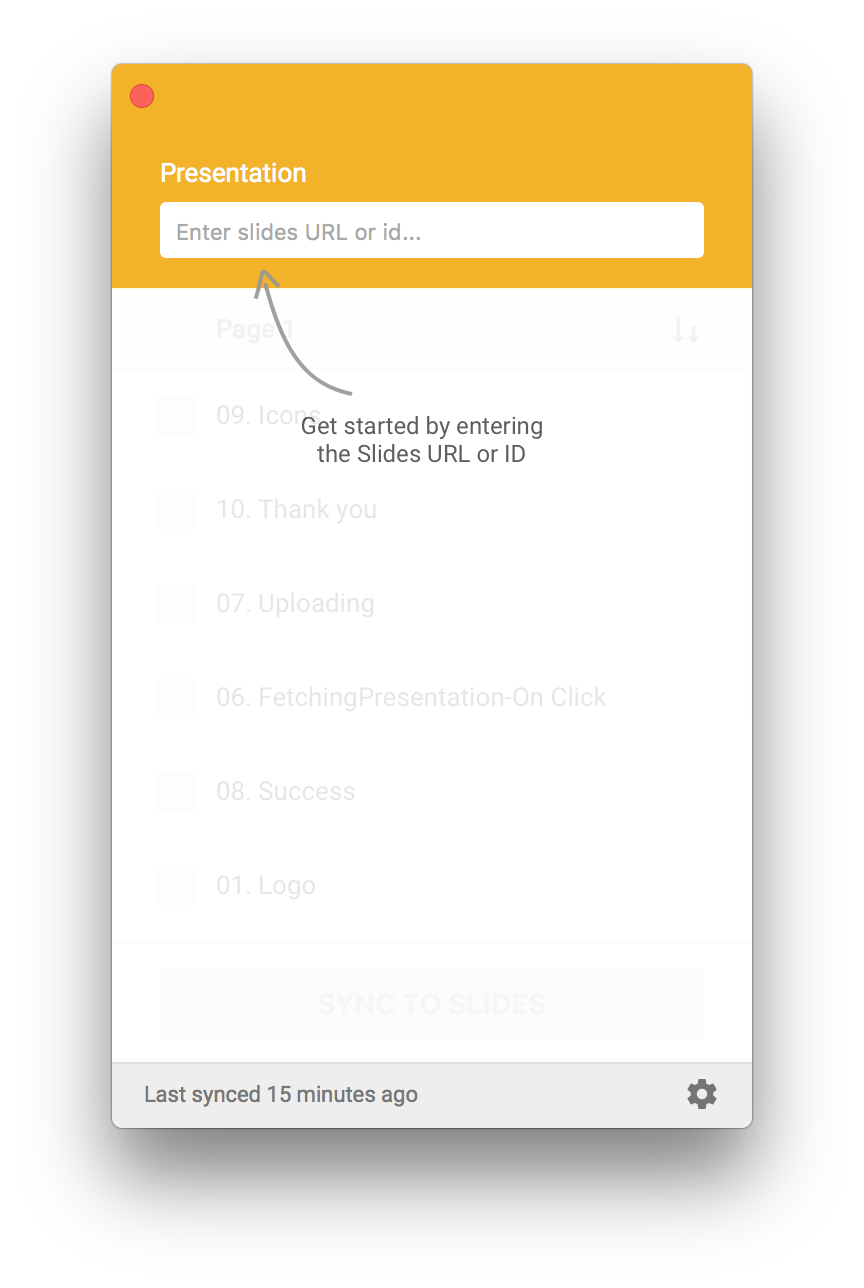 Presentation
Enter slides URL or id...
Page 1
09. Icons
Get started by entering
the Slides URL or ID
10. Thank you
07. Uploading
06. FetchingPresentation-On Click
08. Success
01. Logo
SYNC TO SLIDES
Last synced 15 minutes ago